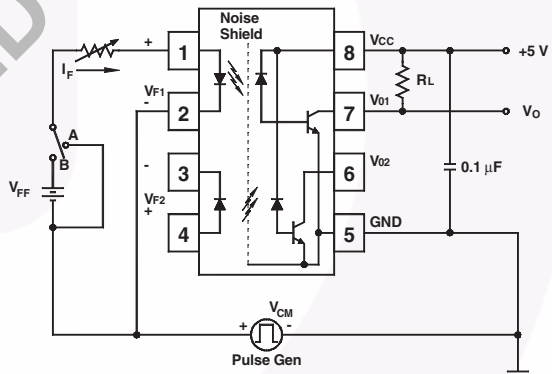 Noise
Shield
+
1
8
VCC
+5 V
IF
RL
VF1
-
2
7
V01
VO
A
B
-
3
6
V02
0.1 μF
VFF
VF2
+
4
5
GND
VCM
+
-
Pulse Gen